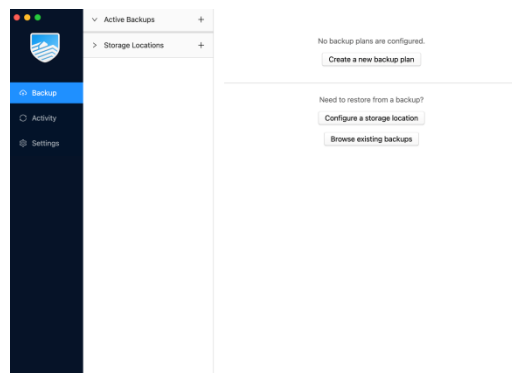 Backup
Activity
Settings
Active Backups
Storage Locations
No backup plans are configured.
Create a new backup plan
Need to restore from a backup?
Configure a storage location
Browse existing backups